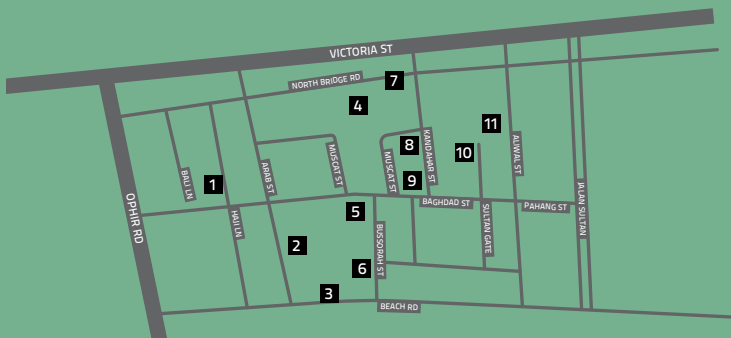 VICTORIA ST
NORTH BRIDGE RD
7
4
11
8
10
9
1
BALI LN
ARAB ST
MUSCAT ST
MUSCAT ST
KANDAHAR ST
ALIWAL ST
JALAN SULTAN
OPHIR RD
HAJI LN
5
BAGHDAD ST
PAHANG ST
SULTAN GATE
2
BUSSORAH ST
6
3
BEACH RD